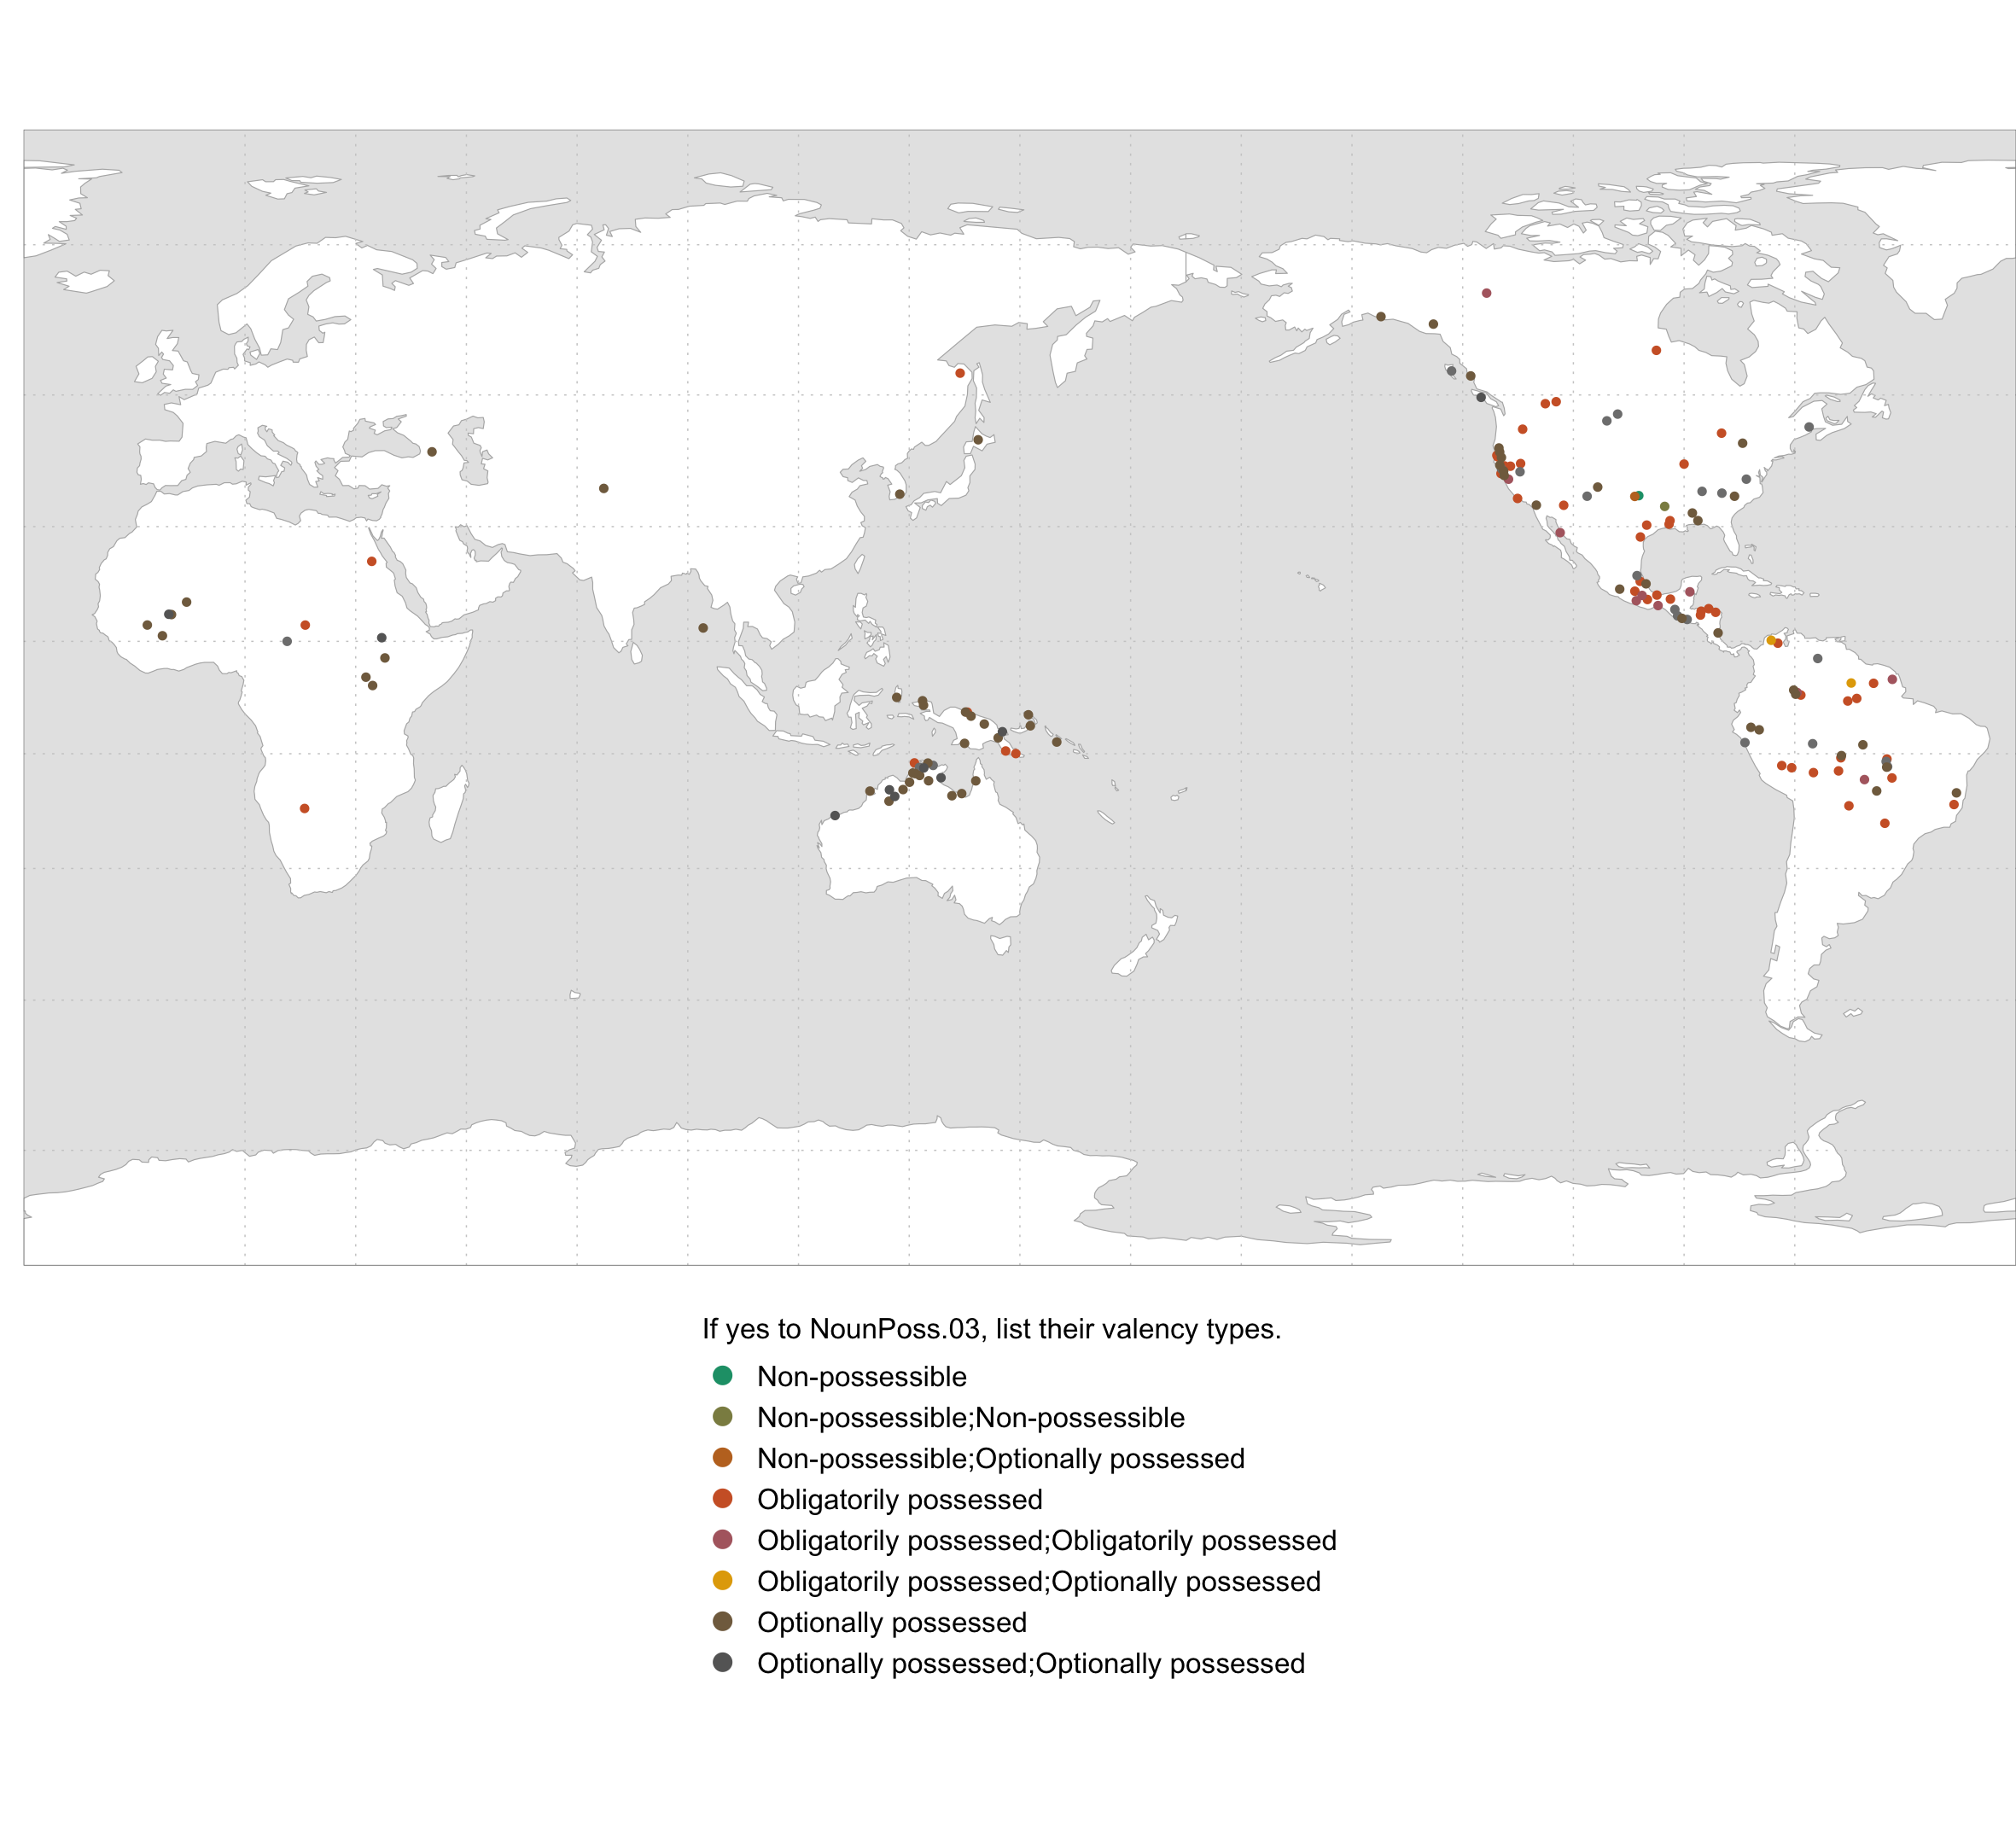 If yes to NounPoss.03, list their valency types.
Non-possessible
Non-possessible;Non-possessible
Non-possessible;Optionally possessed
Obligatorily possessed
Obligatorily possessed;Obligatorily possessed
Obligatorily possessed;Optionally possessed
Optionally possessed
Optionally possessed;Optionally possessed